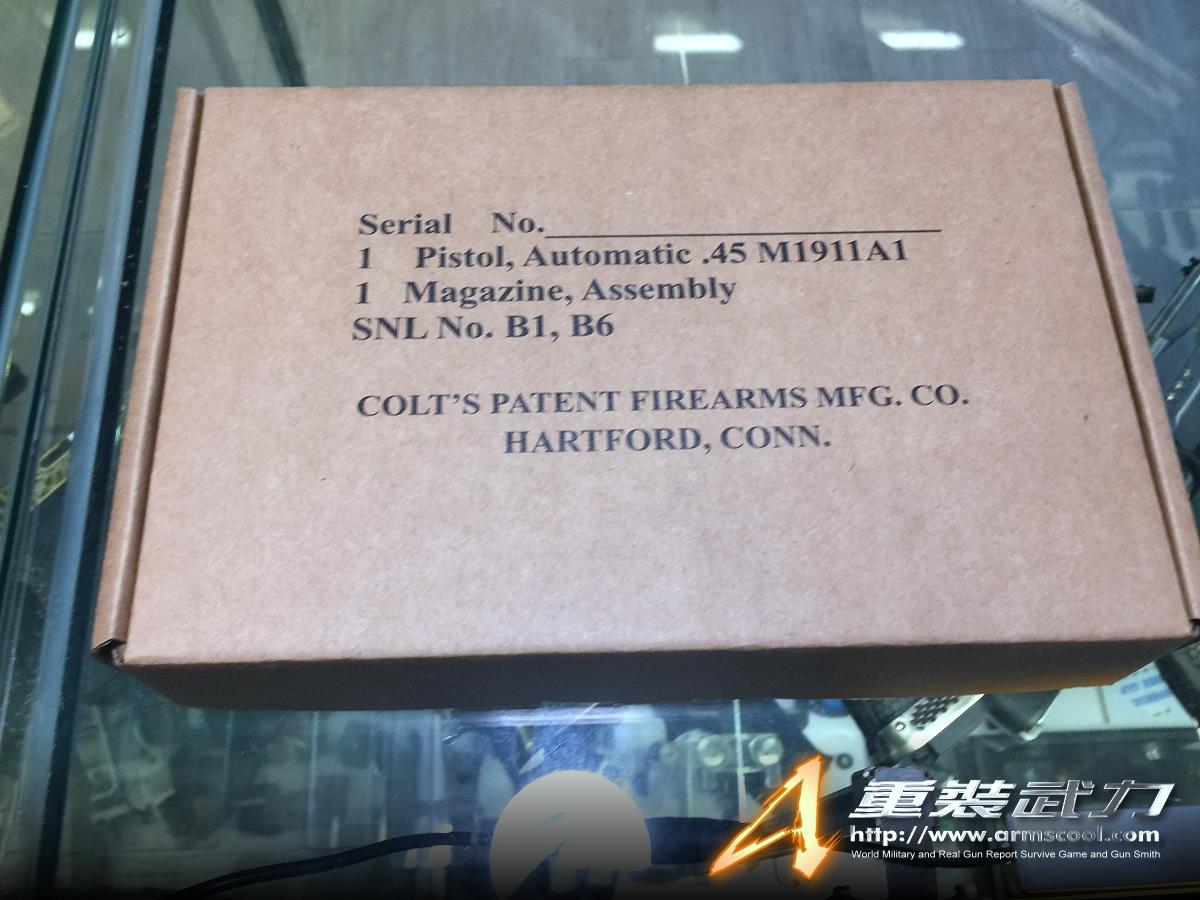 Serial No.____________________
1 Pistol, Automatic .45 M1911A1
1 Magazine, Assembly
SNL No. B1, B6
COLT'S PATENT FIREARMS MFG. CO.
HARTFORD, CONN.
重裝武力
http://www.armscool.com
World Military and Real Gun Report Survive Game and Gun Smith